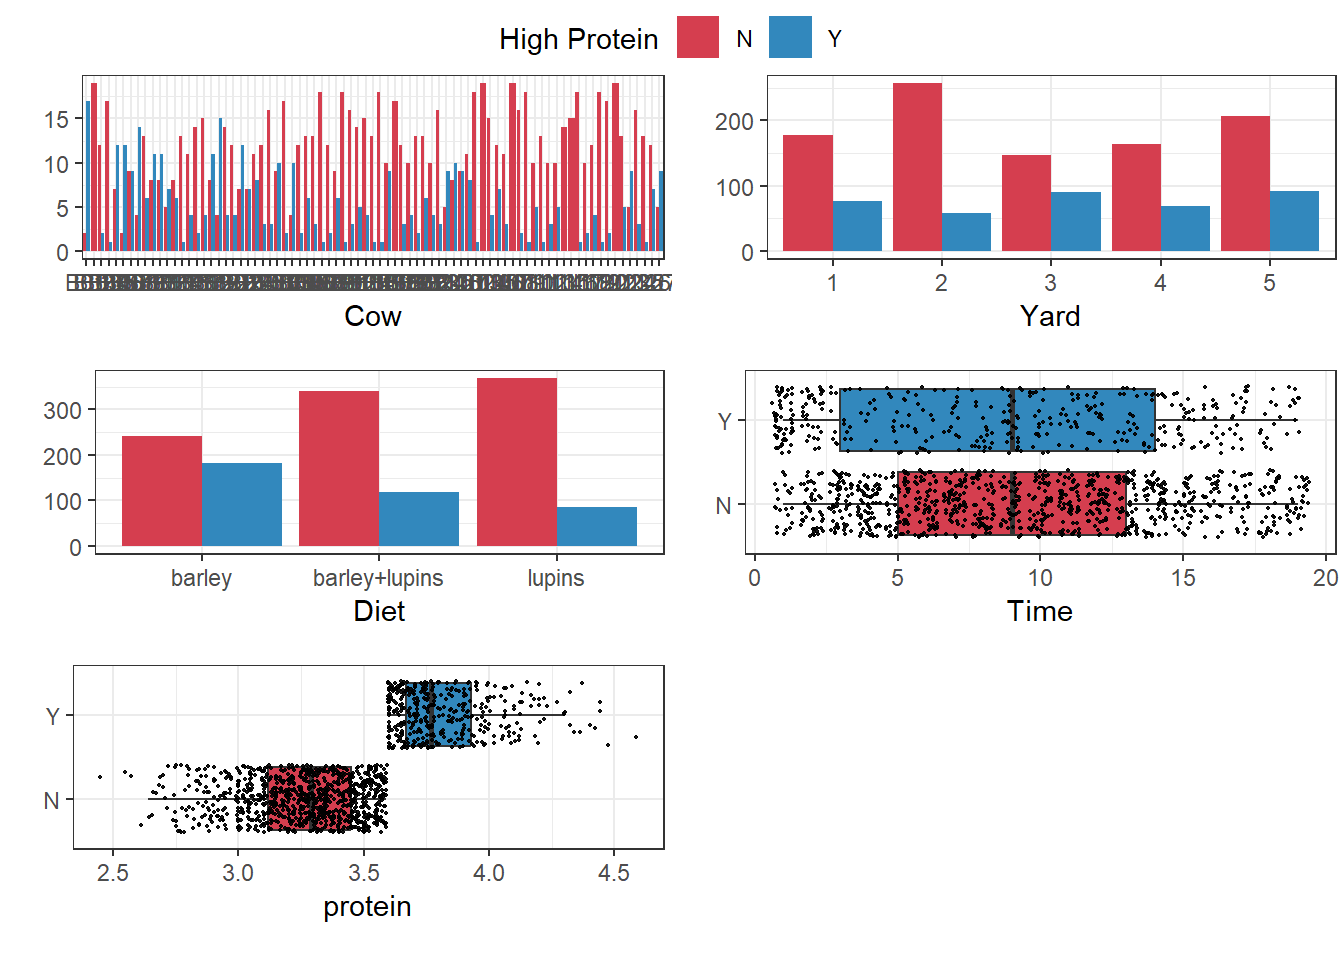 High Protein N Y
15
10
5
0
Cow
200
100
0
1 2 3 4 5
Yard
300
200
100
0
barley barley+lupins lupins
Diet
Y
N
0 5 10 15 20
Time
Y
N
2.5 3.0 3.5 4.0 4.5
protein